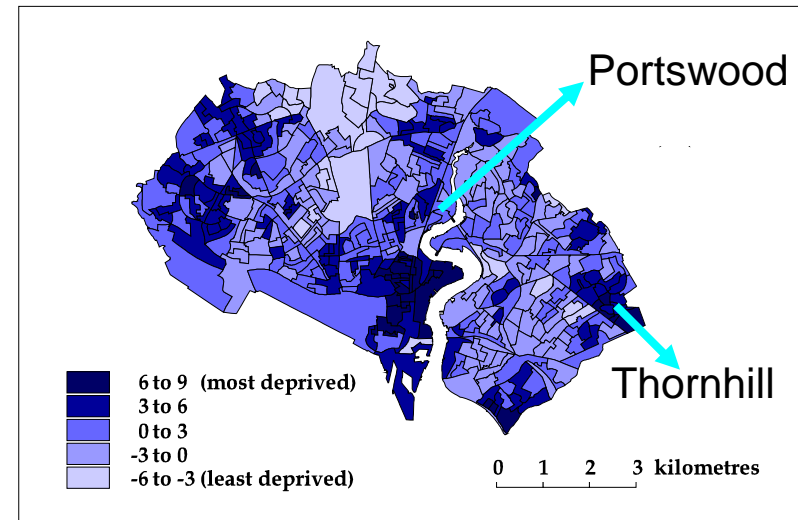 Portswood
Thornhill
6 to 9 (most deprived)
3 to 6
0 to 3
-3 to 0
-6 to -3 (least deprived)
0 1 2 3 kilometres